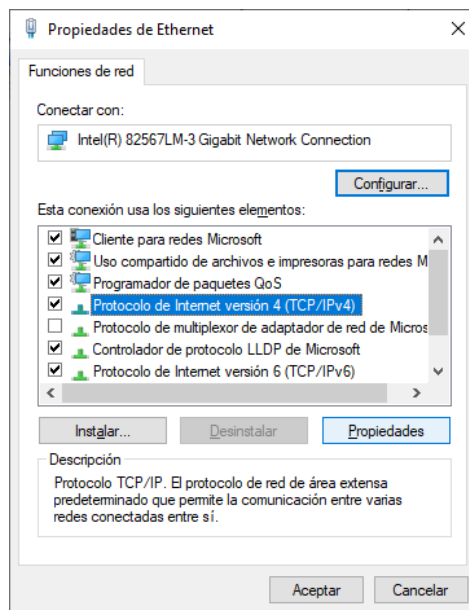 Propiedades de Ethernet
Funciones de red
Conectar con:
Intel(R) 82567LM-3 Gigabit Network Connection
Configurar...
Esta conexión usa los siguientes elementos:
Cliente para redes Microsoft
Uso compartido de archivos e impresoras para redes M
Programador de paquetes QoS
Protocolo de Internet versión 4 (TCP/IPv4)
Protocolo de multiplexor de adaptador de red de Micros
Controlador de protocolo LLDP de Microsoft
Protocolo de Internet versión 6 (TCP/IPv6)
Instalar...
Desinstalar
Propiedades
Descripción
Protocolo TCP/IP. El protocolo de red de área extensa
predeterminado que permite la comunicación entre varias
redes conectadas entre sí.
Aceptar
Cancelar